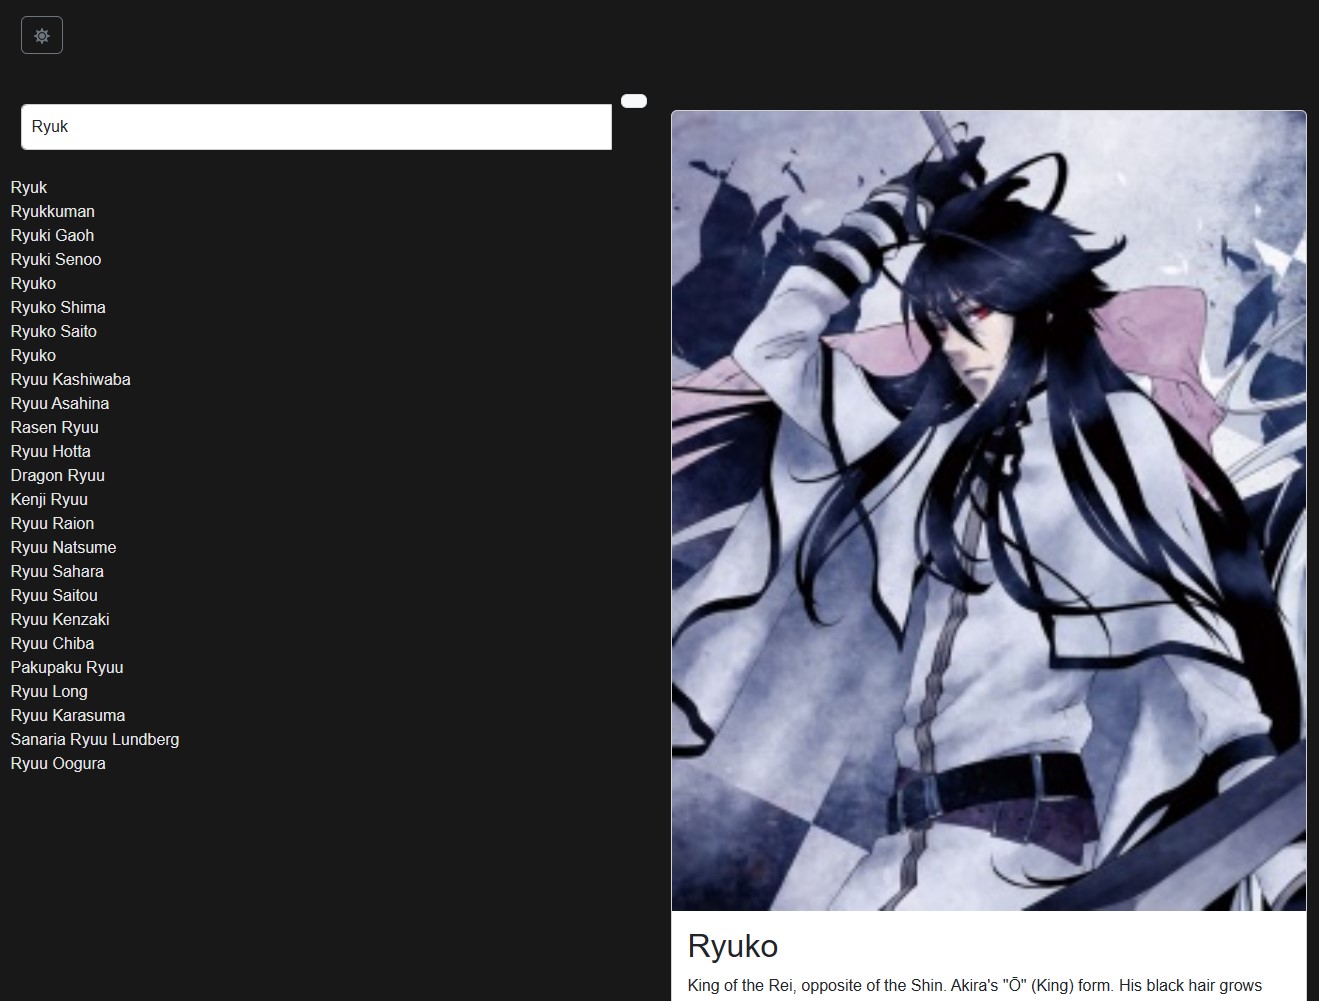 Ryuk
Ryuk
Ryukkuman
Ryuki Gaoh
Ryuki Senoo
Ryuko
Ryuko Shima
Ryuko Saito
Ryuko
Ryuu Kashiwaba
Ryuu Asahina
Rasen Ryuu
Ryuu Hotta
Dragon Ryuu
Kenji Ryuu
Ryuu Raion
Ryuu Natsume
Ryuu Sahara
Ryuu Saitou
Ryuu Kenzaki
Ryuu Chiba
Pakupaku Ryuu
Ryuu Long
Ryuu Karasuma
Sanaria Ryuu Lundberg
Ryuu Oogura
Ryuko
King of the Rei, opposite of the Shin. Akira's "Ō" (King) form. His black hair grows